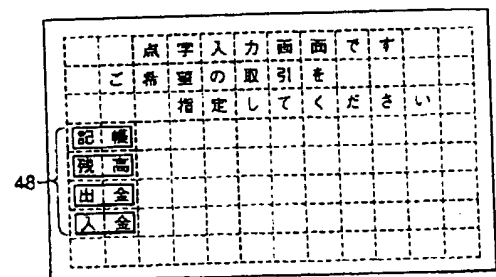 点字入力画面です
ご希望の取引を
指定してください
記帳
残高
出金
入金
48